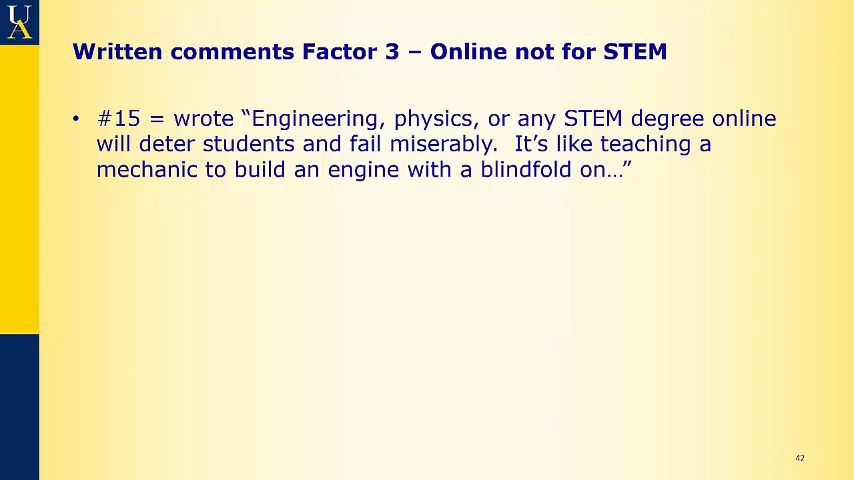 UA
Written comments Factor 3 – Online not for STEM
• #15 = wrote “Engineering, physics, or any STEM degree online
will deter students and fail miserably.  It’s like teaching a
mechanic to build an engine with a blindfold on…”
42